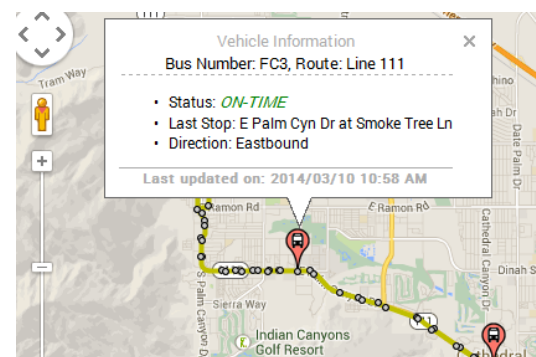 111
Vehicle Information
Bus Number: FC3, Route: Line 111
Status: ON-TIME
Last Stop: E Palm Cyn Dr at Smoke Tree Ln
Direction: Eastbound
Last updated on: 2014/03/10 10:58 AM
Tram Way
Date Palm Dr
Ramon Rd
E Ramon Rd
Cathedral Canyon Dr
Dinah S
S Palm Canyon D
Sierra Way
Indian Canyons
Golf Resort